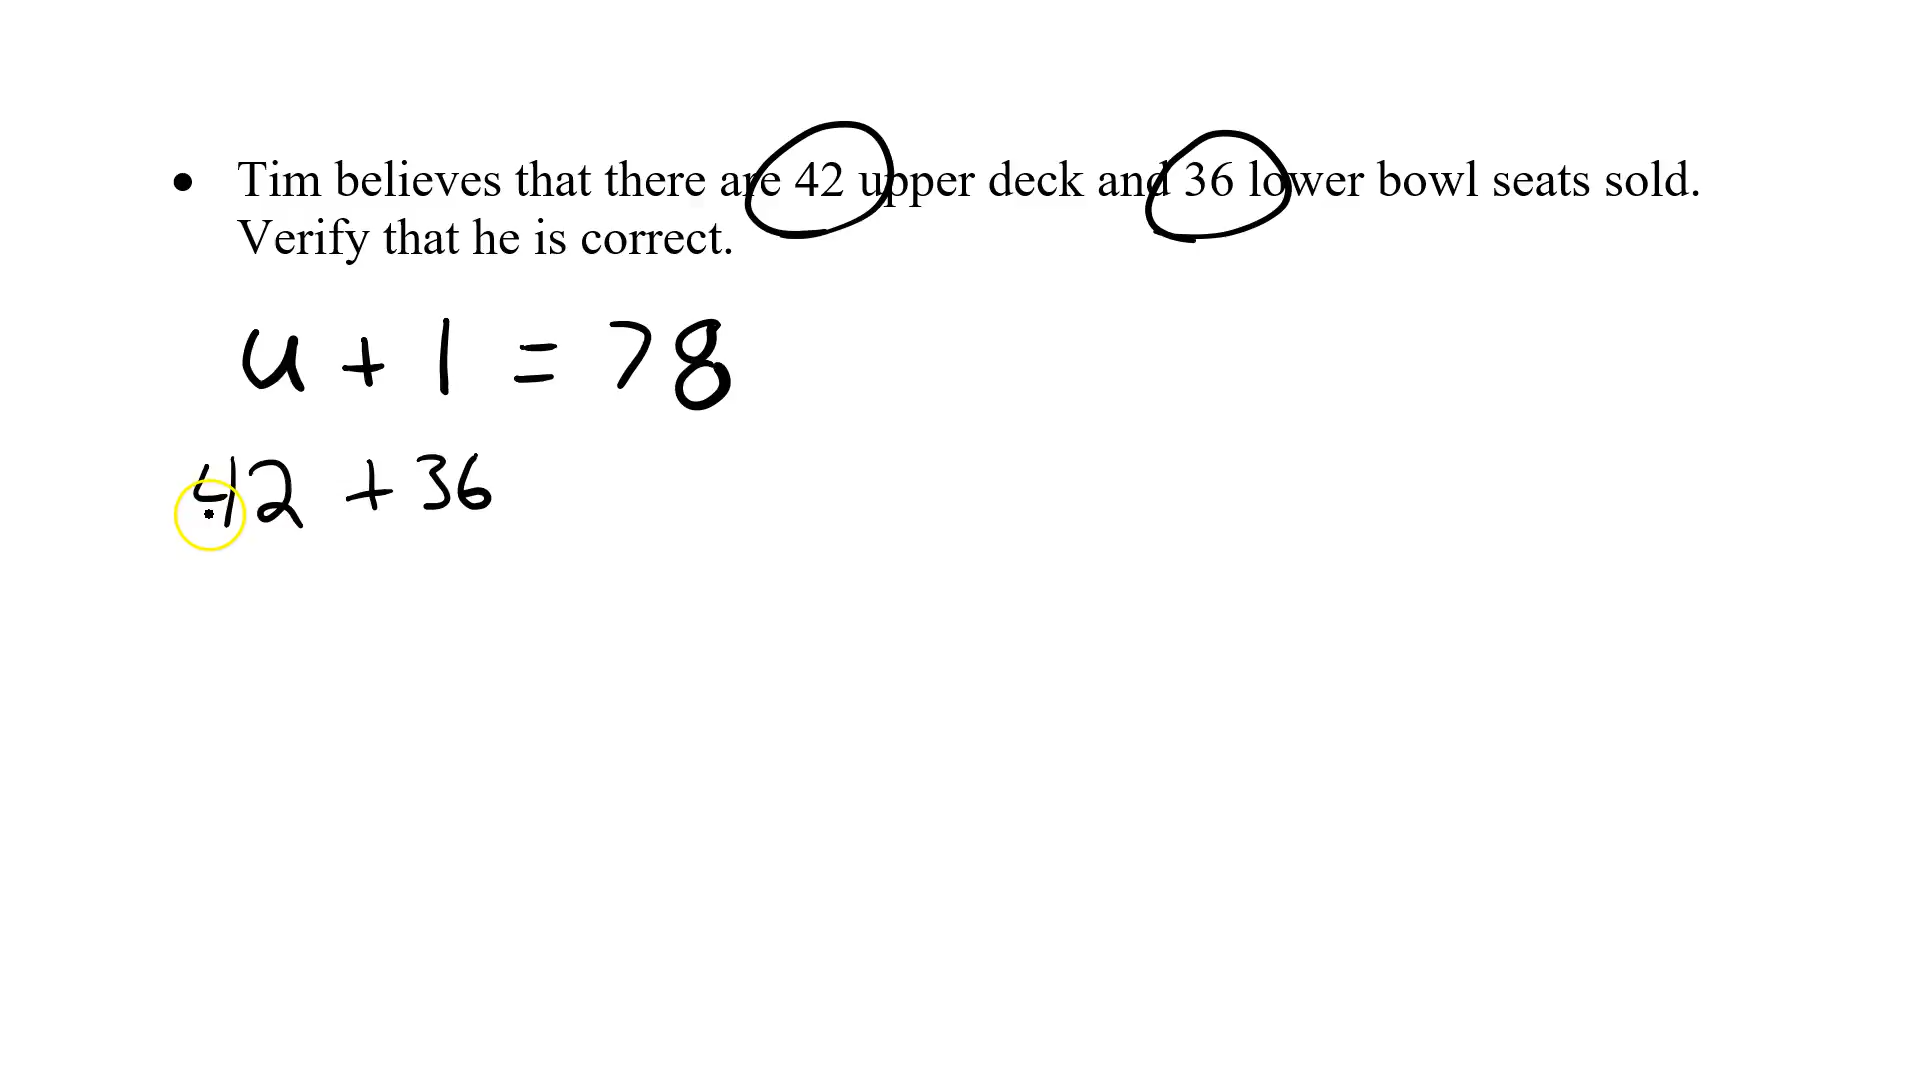 • Tim believes that there are 42 upper deck and 36 lower bowl seats sold.
Verify that he is correct.
u + l = 78
42 + 36